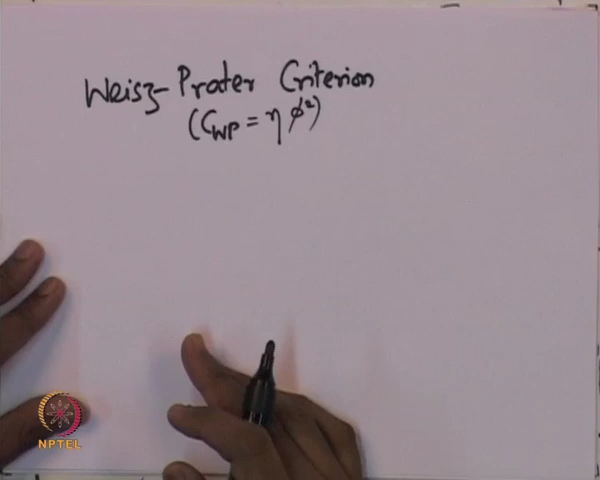 Weisz-Prater Criterion
(C_WP = η φ²)
NPTEL